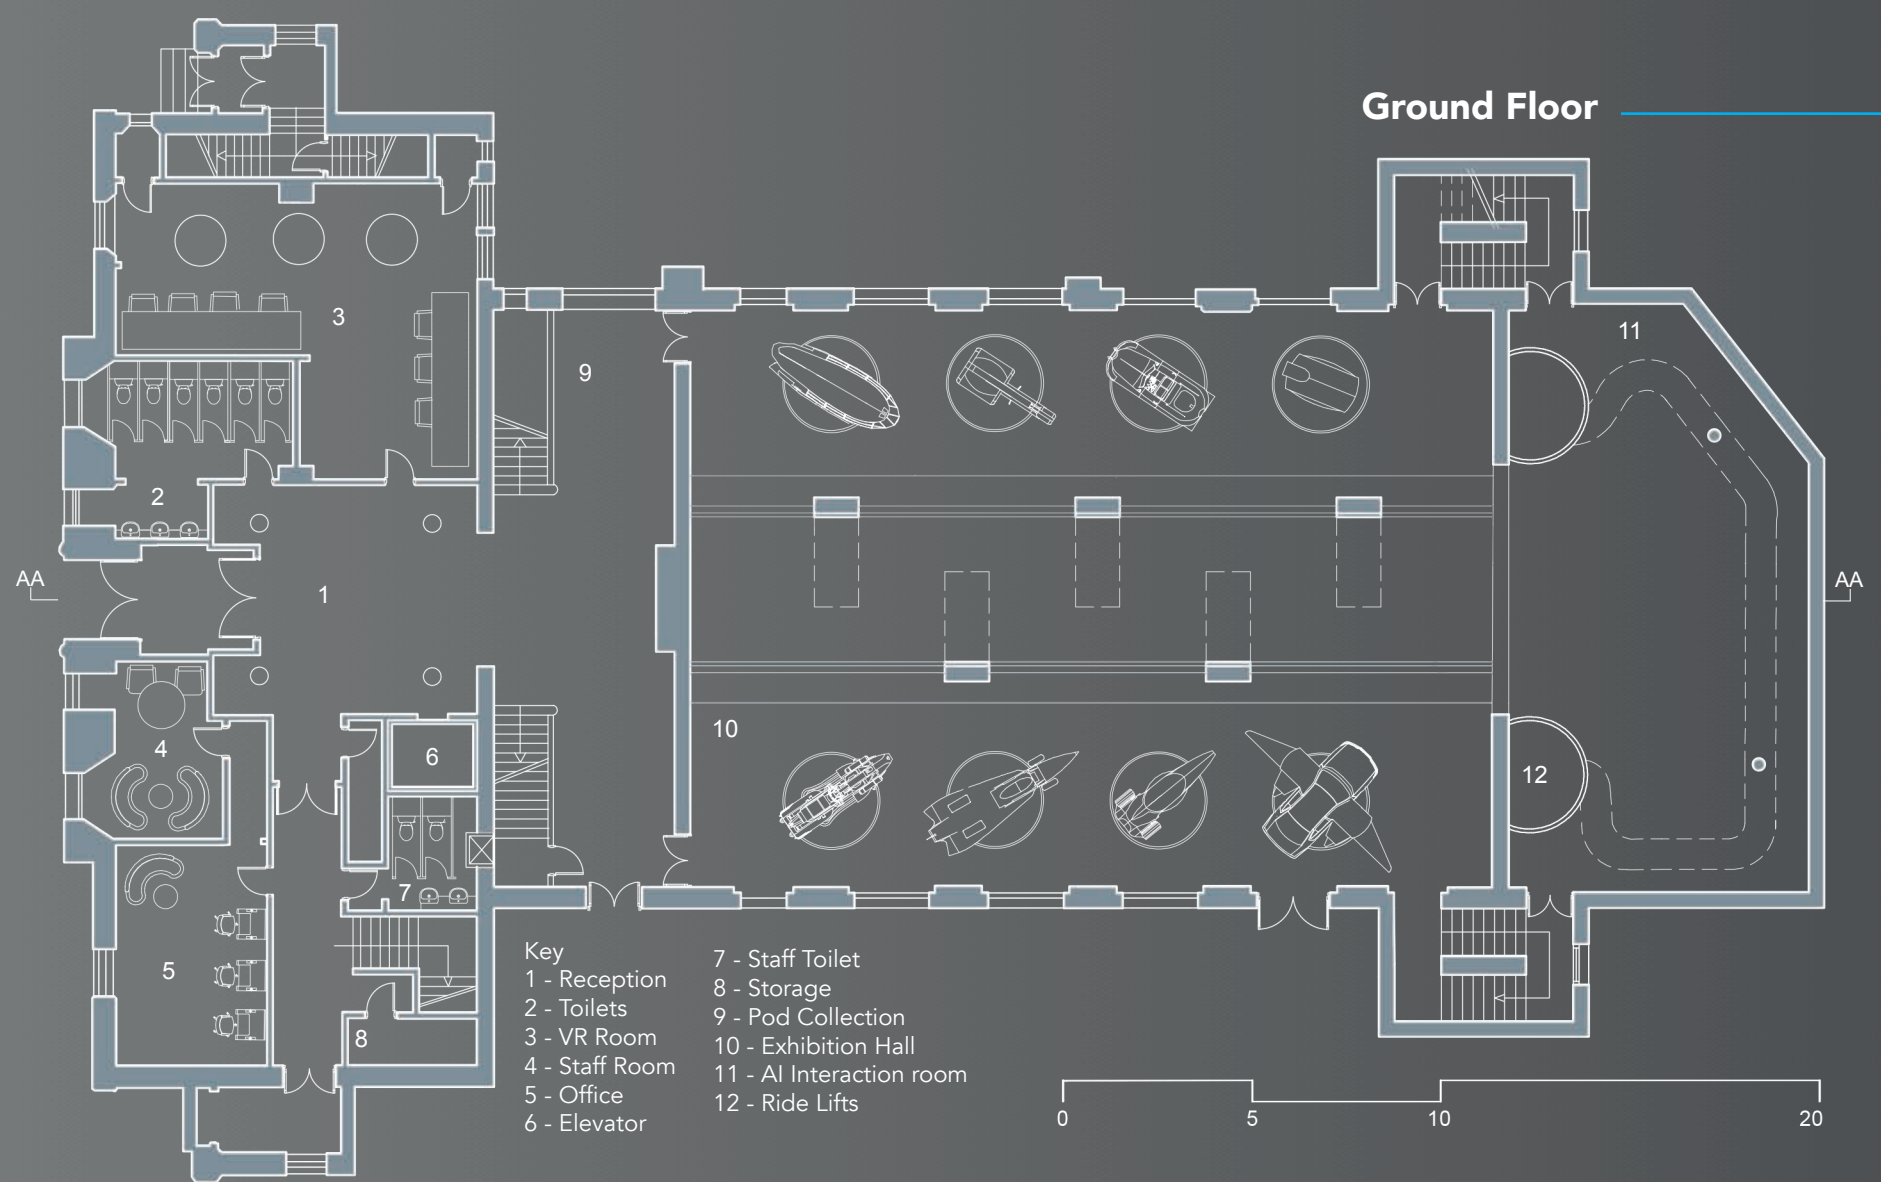 Ground Floor
11
3
9
2
AA
1
AA
10
4
6
12
7
5
8
Key
1 - Reception
2 - Toilets
3 - VR Room
4 - Staff Room
5 - Office
6 - Elevator
7 - Staff Toilet
8 - Storage
9 - Pod Collection
10 - Exhibition Hall
11 - AI Interaction room
12 - Ride Lifts
0 5 10 20